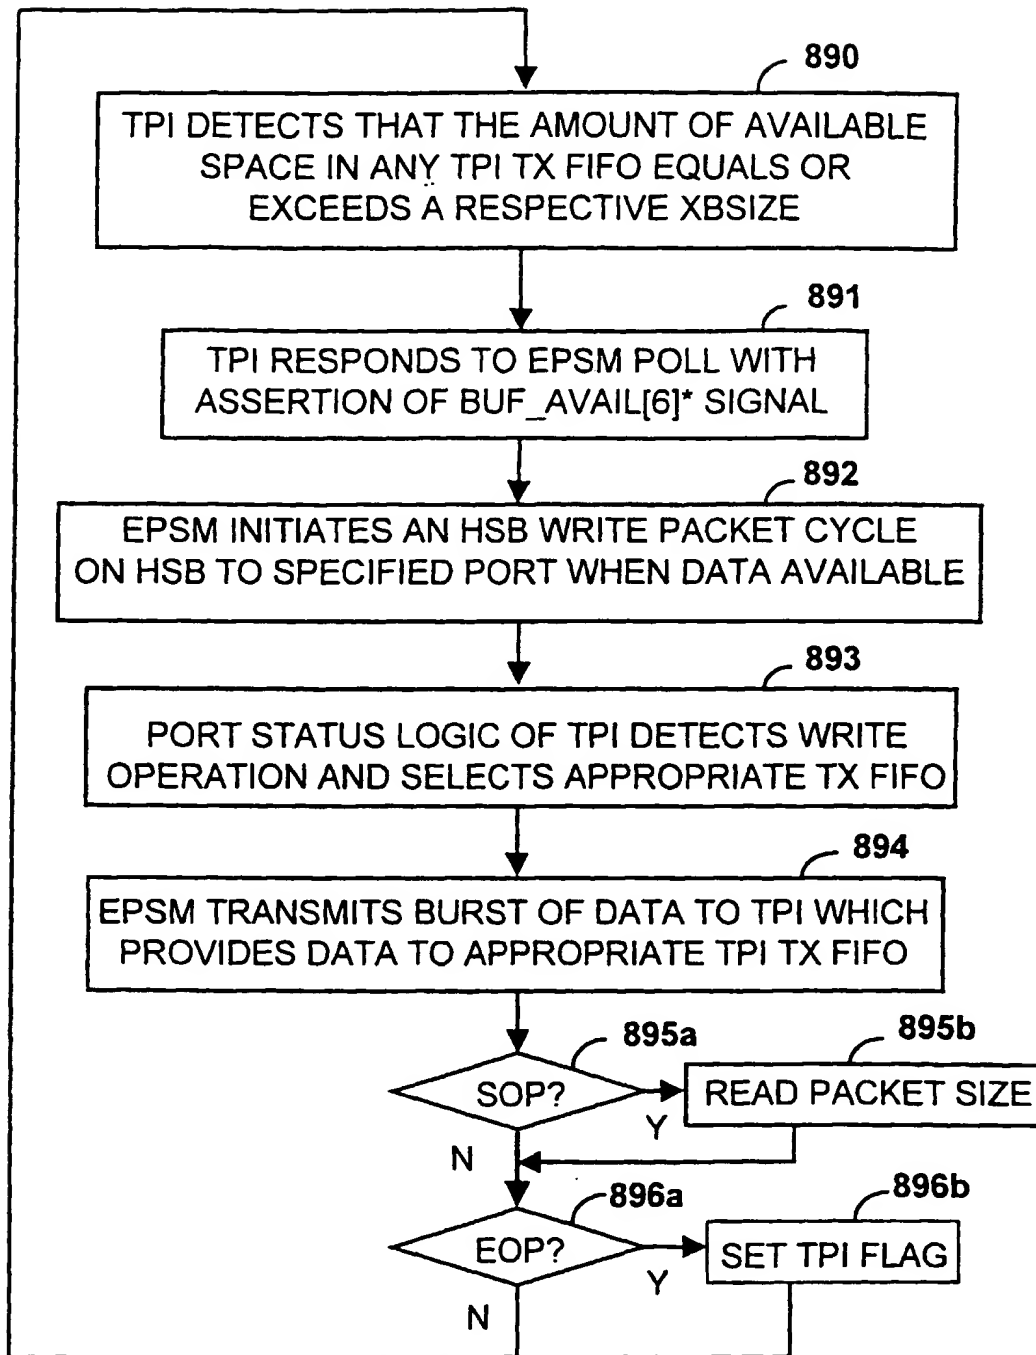 890
TPI DETECTS THAT THE AMOUNT OF AVAILABLE
SPACE IN ANY TPI TX FIFO EQUALS OR
EXCEEDS A RESPECTIVE XBSIZE
891
TPI RESPONDS TO EPSM POLL WITH
ASSERTION OF BUF_AVAIL[6]* SIGNAL
892
EPSM INITIATES AN HSB WRITE PACKET CYCLE
ON HSB TO SPECIFIED PORT WHEN DATA AVAILABLE
893
PORT STATUS LOGIC OF TPI DETECTS WRITE
OPERATION AND SELECTS APPROPRIATE TX FIFO
894
EPSM TRANSMITS BURST OF DATA TO TPI WHICH
PROVIDES DATA TO APPROPRIATE TPI TX FIFO
895a
895b
SOP?
Y
READ PACKET SIZE
N
896a
896b
EOP?
Y
SET TPI FLAG
N